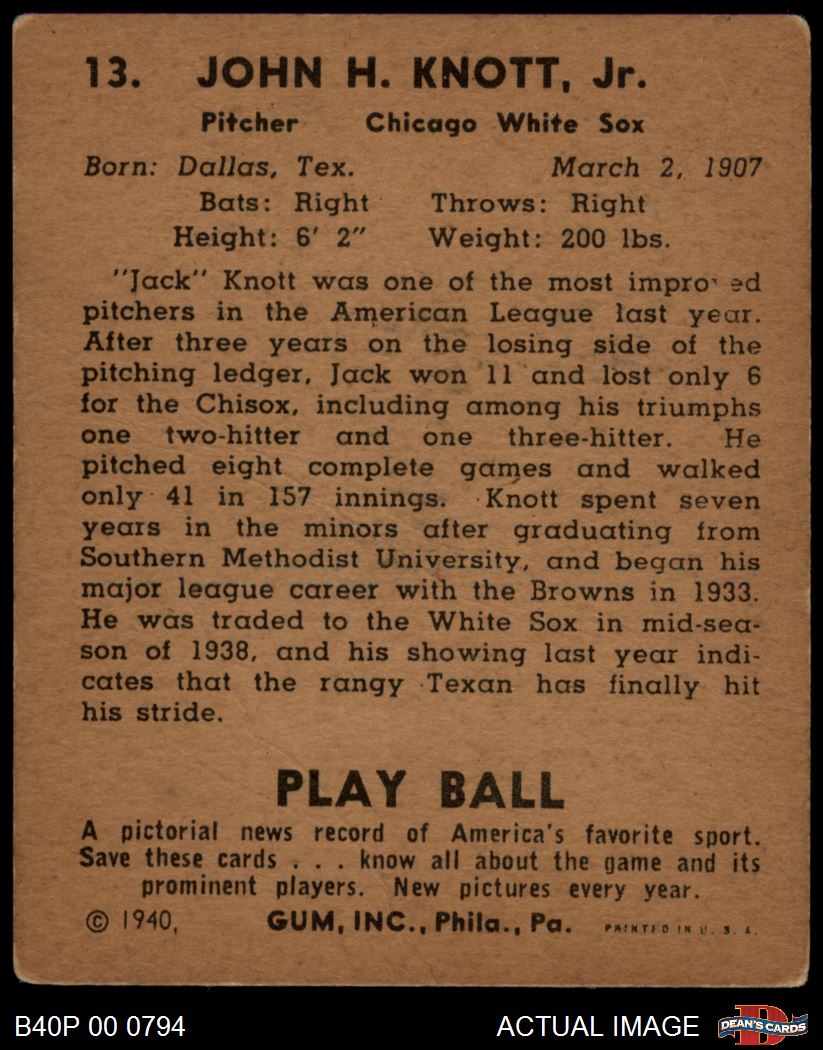 13. JOHN H. KNOTT, Jr.
Pitcher Chicago White Sox
Born: Dallas, Tex. March 2, 1907
Bats: Right Throws: Right
Height: 6' 2" Weight: 200 lbs.
"Jack" Knott was one of the most improved
pitchers in the American League last year.
After three years on the losing side of the
pitching ledger, Jack won 11 and lost only 6
for the Chisox, including among his triumphs
one two-hitter and one three-hitter. He
pitched eight complete games and walked
only 41 in 157 innings. Knott spent seven
years in the minors after graduating from
Southern Methodist University, and began his
major league career with the Browns in 1933.
He was traded to the White Sox in mid-sea-
son of 1938, and his showing last year indi-
cates that the rangy Texan has finally hit
his stride.
PLAY BALL
A pictorial news record of America's favorite sport.
Save these cards . . . know all about the game and its
prominent players. New pictures every year.
© 1940, GUM, INC., Phila., Pa. PRINTED IN U. S. A.
B40P 00 0794 ACTUAL IMAGE DEAN'S CARDS